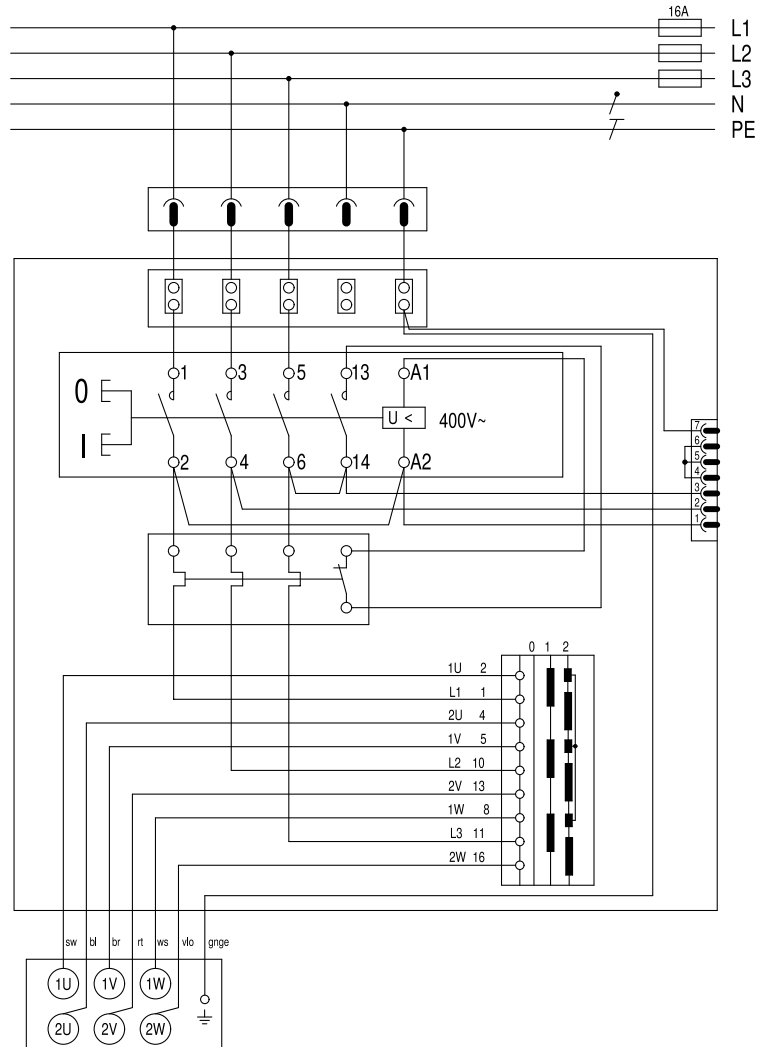 16A
L1
L2
L3
N
PE
1 3 5 13 A1
0
U < 400V~
I
2 4 6 14 A2
7
6
5
4
3
2
1
0 1 2
1U 2
L1 1
2U 4
1V 5
L2 10
2V 13
1W 8
L3 11
2W 16
sw bl br rt ws vlo gnge
1U 1V 1W
2U 2V 2W